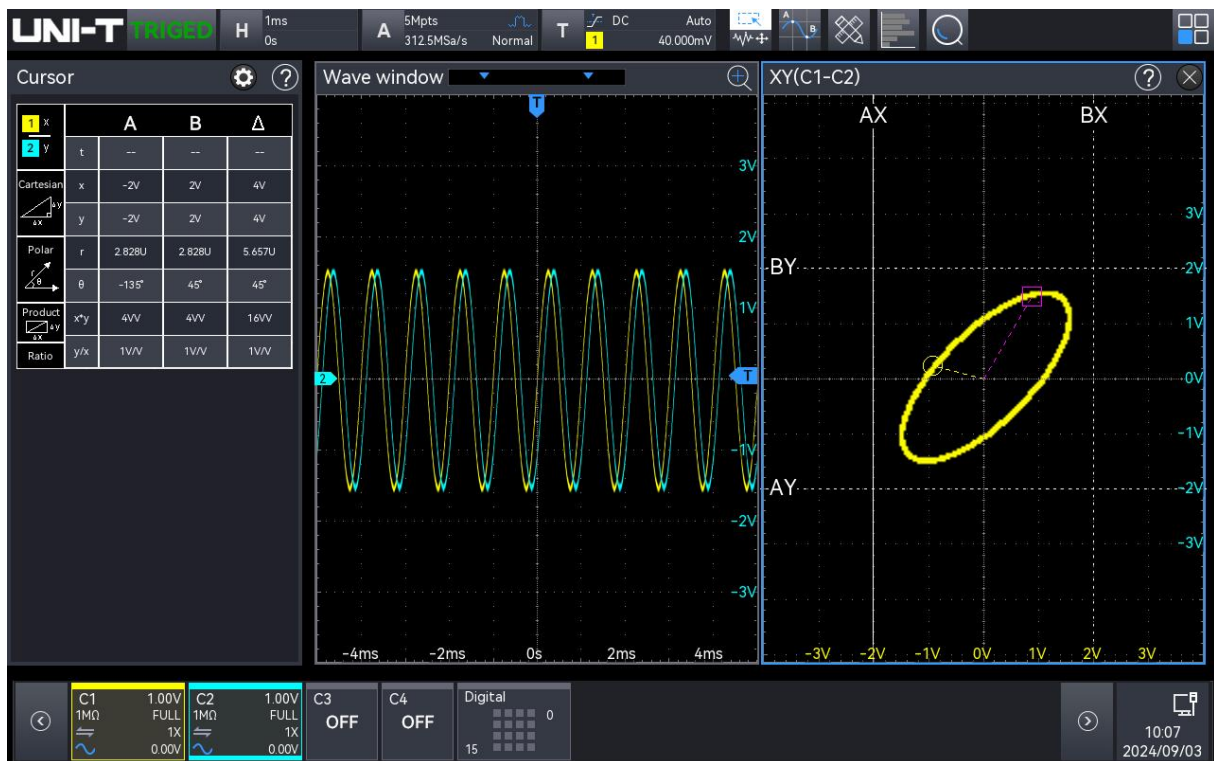 UNI-T TRIGED H 1ms 0s A 5Mpts 312.5MSa/s Normal T DC 1 Auto 40.000mV A B
Cursor ?
Wave window
XY(C1-C2) ?
1 x
2 y
A B Δ
t -- -- --
Cartesian x -2V 2V 4V
Δy
Δx
y -2V 2V 4V
Polar r 2.828U 2.828U 5.657U
r
θ
θ -135° 45° 45°
Product x*y 4VV 4VV 16VV
Δy
Δx
Ratio y/x 1V/V 1V/V 1V/V
T
3V
2V
1V
2
T
-1V
-2V
-3V
-4ms -2ms 0s 2ms 4ms
AX BX
3V
BY 2V
1V
0V
-1V
AY -2V
-3V
-3V -2V -1V 0V 1V 2V 3V
C1 1.00V
1MΩ FULL
1X
0.00V
C2 1.00V
1MΩ FULL
1X
0.00V
C3
OFF
C4
OFF
Digital
0
15
10:07
2024/09/03